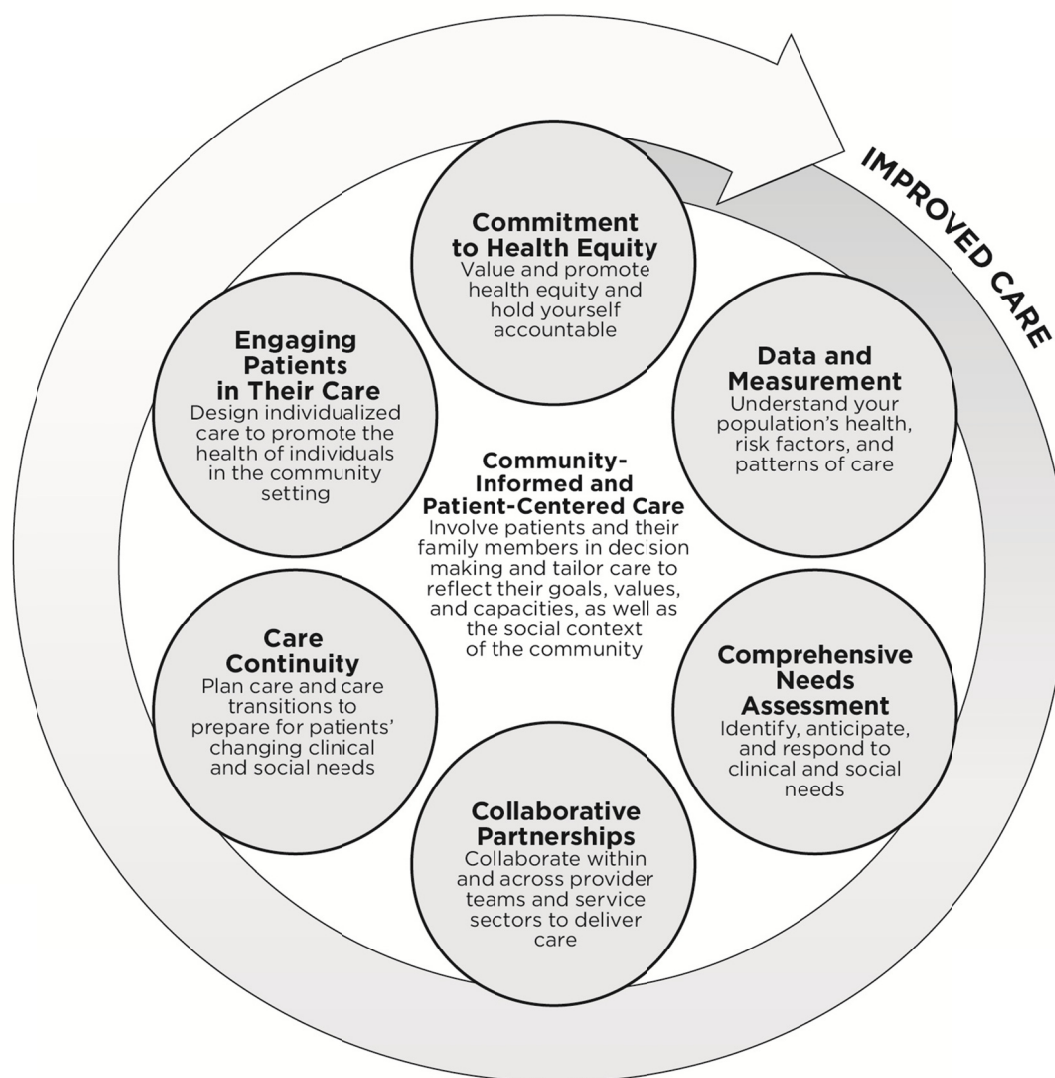 IMPROVED CARE
Commitment
to Health Equity
Value and promote
health equity and
hold yourself
accountable
Data and
Measurement
Understand your
population’s health,
risk factors, and
patterns of care
Comprehensive
Needs
Assessment
Identify, anticipate,
and respond to
clinical and social
needs
Collaborative
Partnerships
Collaborate within
and across provider
teams and service
sectors to deliver
care
Care
Continuity
Plan care and care
transitions to
prepare for patients’
changing clinical
and social needs
Engaging
Patients
in Their Care
Design individualized
care to promote the
health of individuals
in the community
setting
Community-
Informed and
Patient-Centered Care
Involve patients and their
family members in decision
making and tailor care to
reflect their goals, values,
and capacities, as well as
the social context
of the community